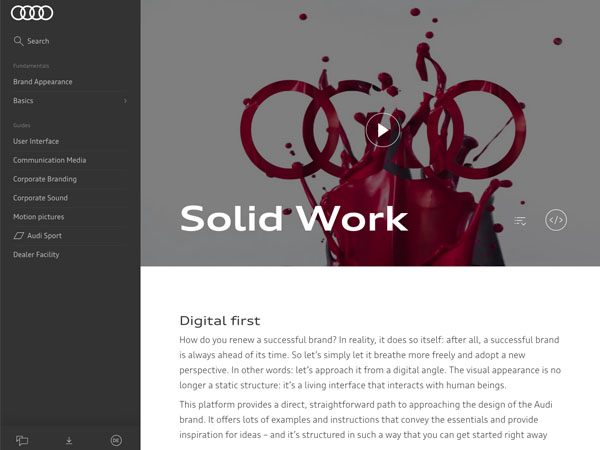 Search
Fundamentals
Brand Appearance
Basics
Guides
User Interface
Communication Media
Corporate Branding
Corporate Sound
Motion pictures
Audi Sport
Dealer Facility
DE
Solid Work
</>
Digital first
How do you renew a successful brand? In reality, it does so itself: after all, a successful brand
is always ahead of its time. So let’s simply let it breathe more freely and adopt a new
perspective. In other words: let’s approach it from a digital angle. The visual appearance is no
longer a static structure: it’s a living interface that interacts with human beings.
This platform provides a direct, straightforward path to approaching the design of the Audi
brand. It offers lots of examples and instructions that convey the essentials and provide
inspiration for ideas – and it’s structured in such a way that you can get started right away